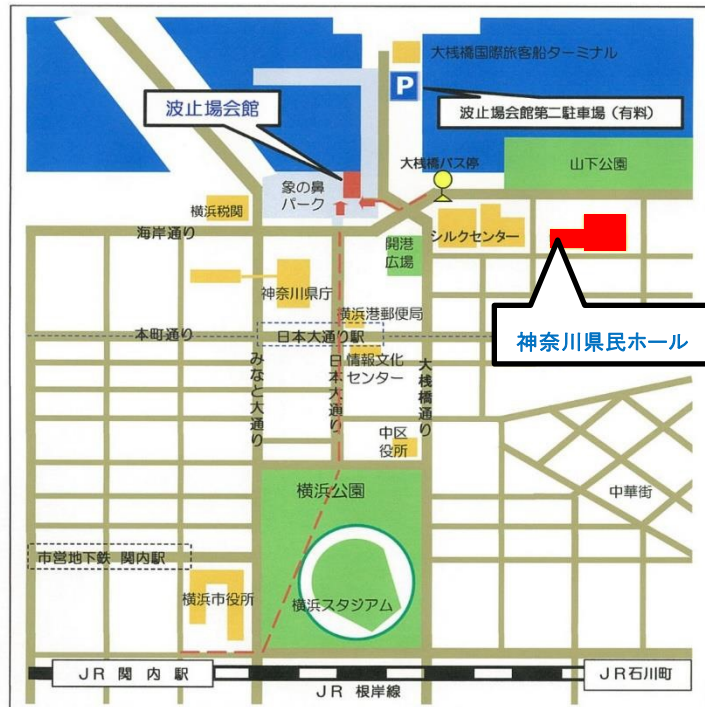 大桟橋国際旅客船ターミナル
P
波止場会館
波止場会館第二駐車場（有料）
大桟橋バス停
山下公園
象の鼻
パーク
横浜税関
海岸通り
シルクセンター
開港
広場
神奈川県庁
横浜港郵便局
神奈川県民ホール
本町通り
日本大通り駅
情報文化
センター
みなと大通り
日本大通り
大桟橋通り
中区
役所
横浜公園
中華街
市営地下鉄 関内駅
横浜市役所
横浜スタジアム
JR 関内駅
JR石川町
JR 根岸線